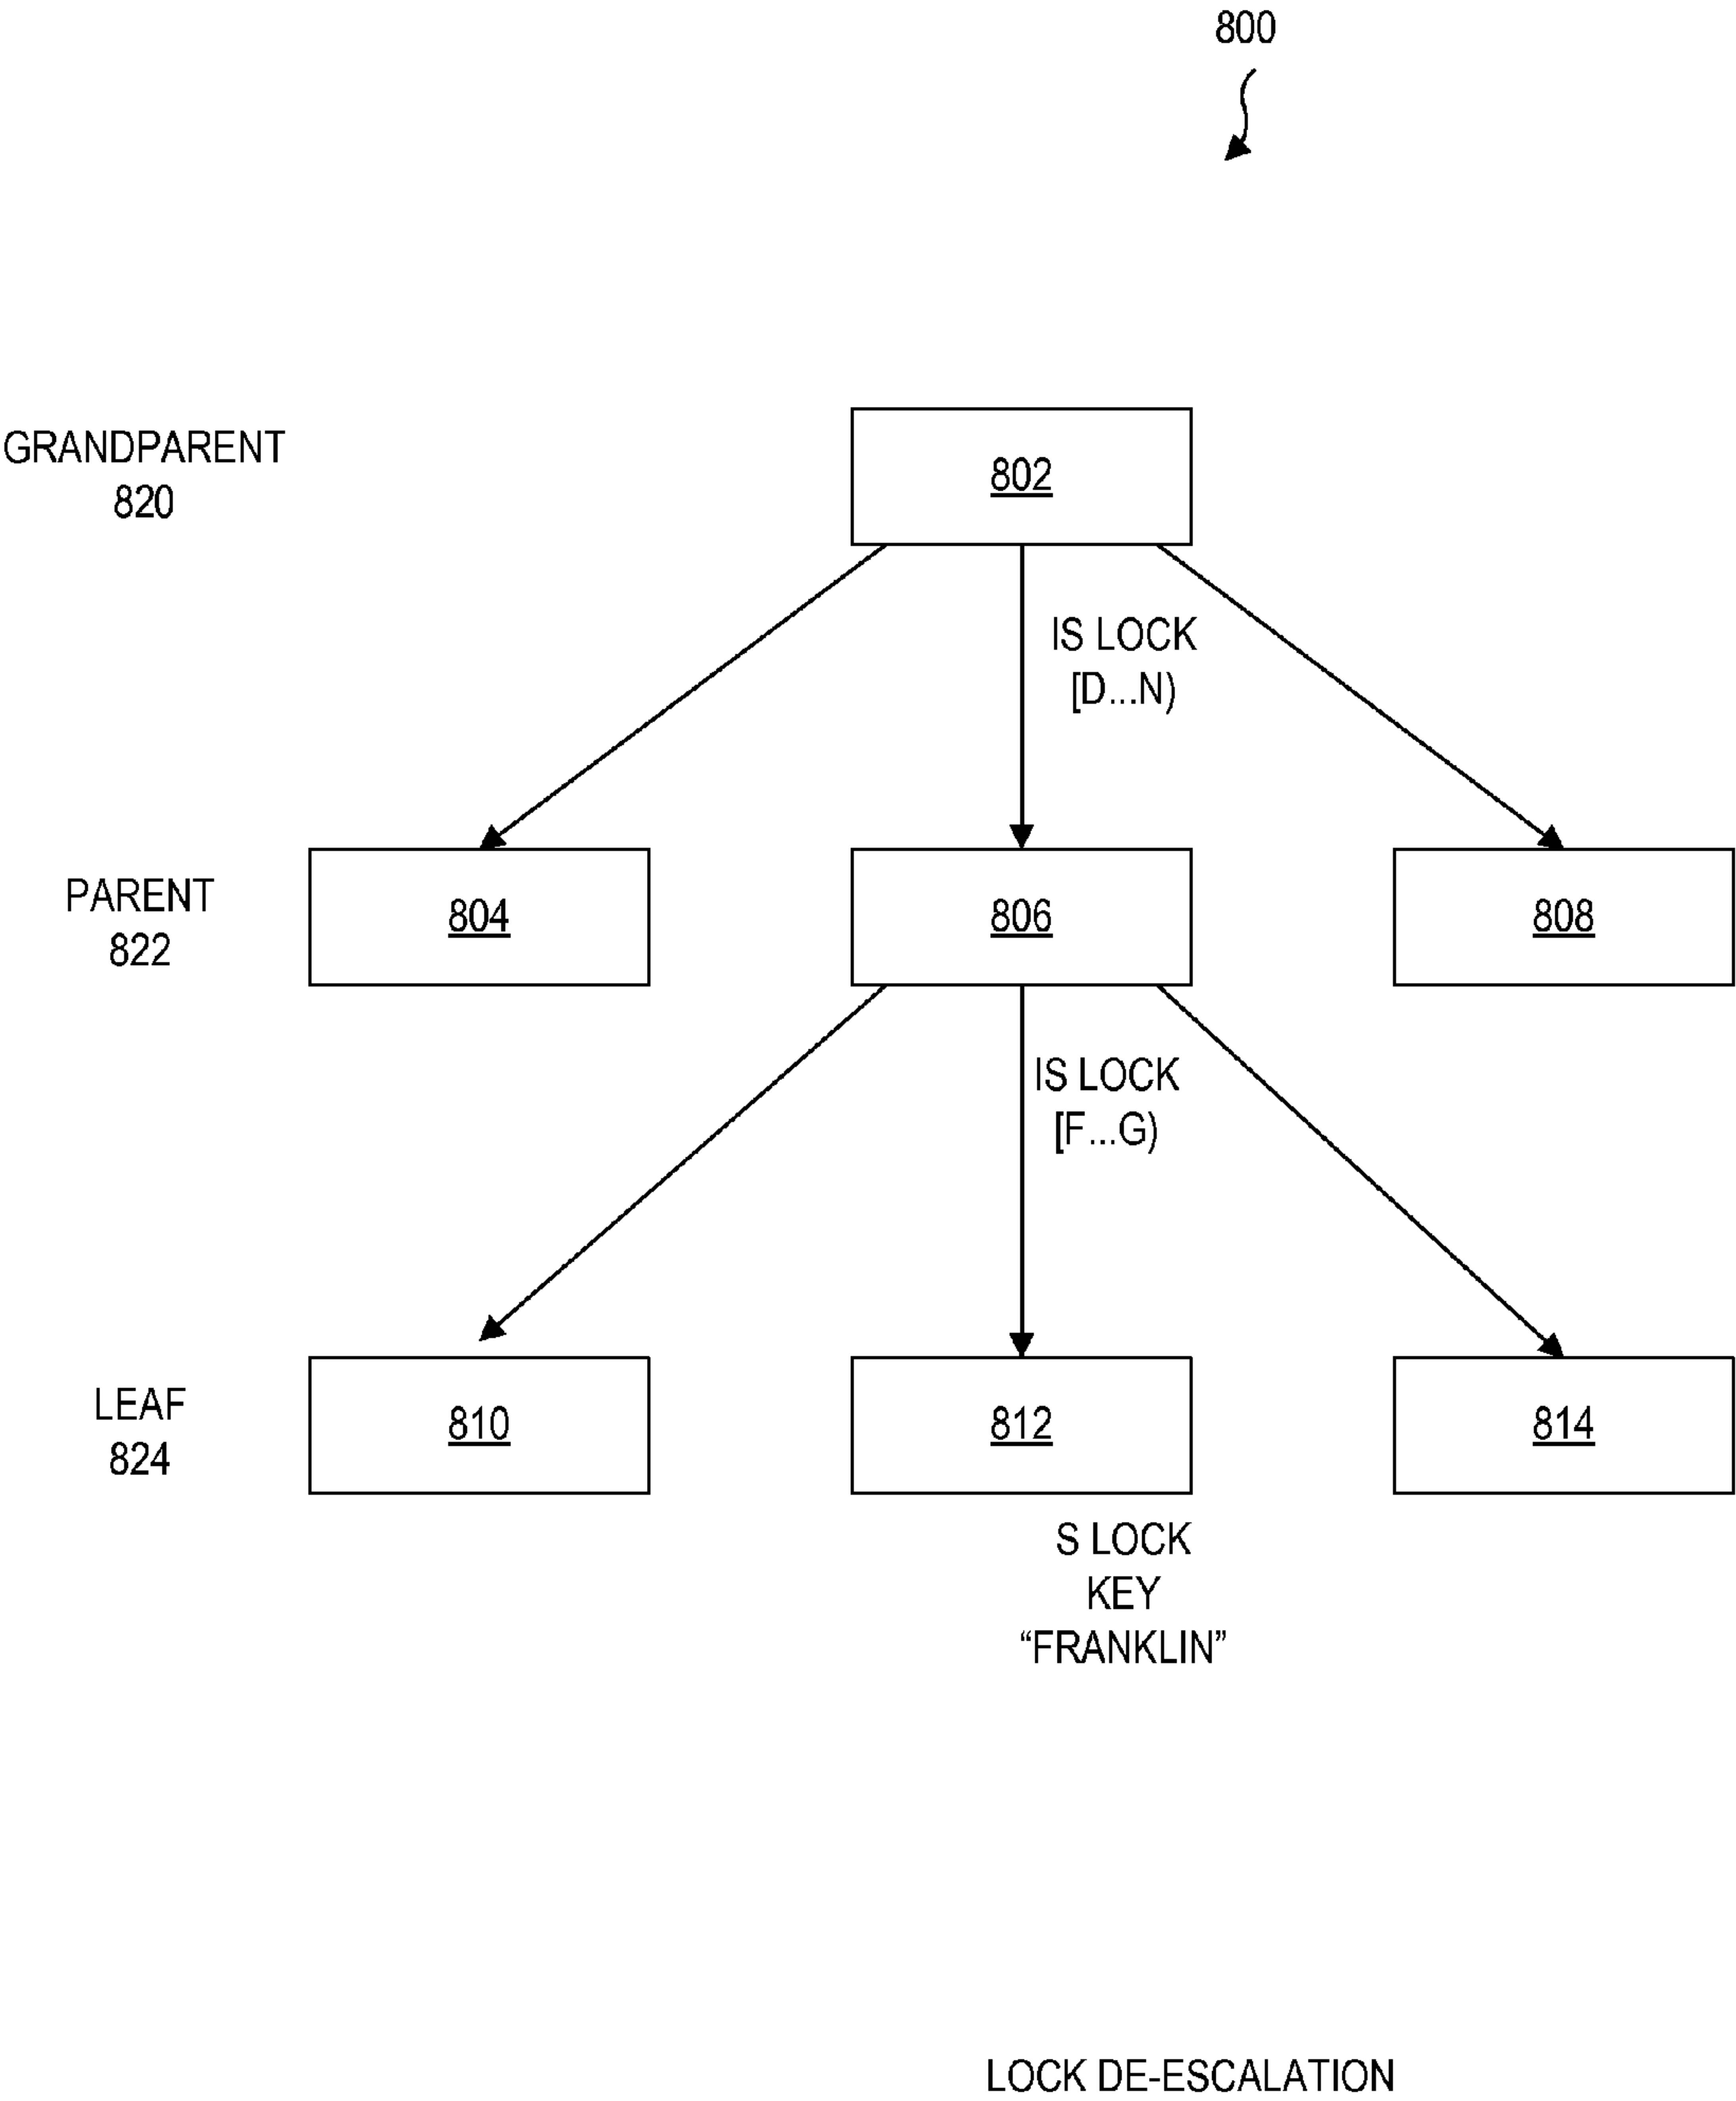 800
GRANDPARENT
820
802
IS LOCK
[D...N)
PARENT
822
804
806
808
IS LOCK
[F...G)
LEAF
824
810
812
814
S LOCK
KEY
“FRANKLIN”
LOCK DE-ESCALATION